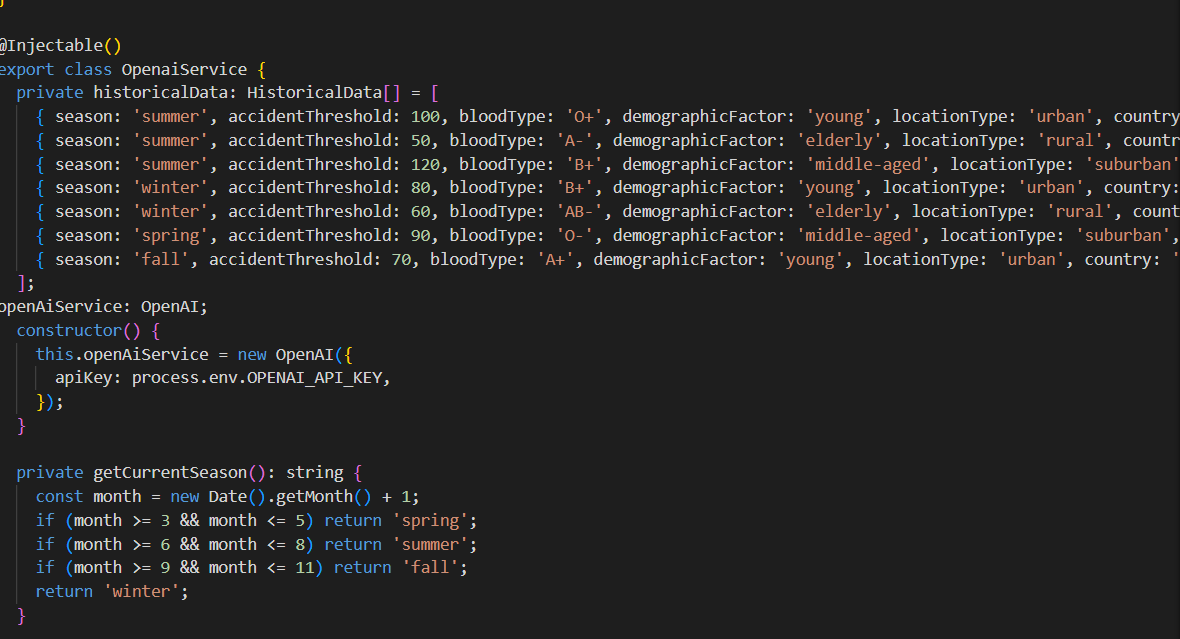 }
@Injectable()
export class OpenaiService {
  private historicalData: HistoricalData[] = [
    { season: 'summer', accidentThreshold: 100, bloodType: 'O+', demographicFactor: 'young', locationType: 'urban', country
    { season: 'summer', accidentThreshold: 50, bloodType: 'A-', demographicFactor: 'elderly', locationType: 'rural', countr
    { season: 'summer', accidentThreshold: 120, bloodType: 'B+', demographicFactor: 'middle-aged', locationType: 'suburban'
    { season: 'winter', accidentThreshold: 80, bloodType: 'B+', demographicFactor: 'young', locationType: 'urban', country:
    { season: 'winter', accidentThreshold: 60, bloodType: 'AB-', demographicFactor: 'elderly', locationType: 'rural', count
    { season: 'spring', accidentThreshold: 90, bloodType: 'O-', demographicFactor: 'middle-aged', locationType: 'suburban',
    { season: 'fall', accidentThreshold: 70, bloodType: 'A+', demographicFactor: 'young', locationType: 'urban', country: '
  ];
openAiService: OpenAI;
  constructor() {
    this.openAiService = new OpenAI({
      apiKey: process.env.OPENAI_API_KEY,
    });
  }
  private getCurrentSeason(): string {
    const month = new Date().getMonth() + 1;
    if (month >= 3 && month <= 5) return 'spring';
    if (month >= 6 && month <= 8) return 'summer';
    if (month >= 9 && month <= 11) return 'fall';
    return 'winter';
  }